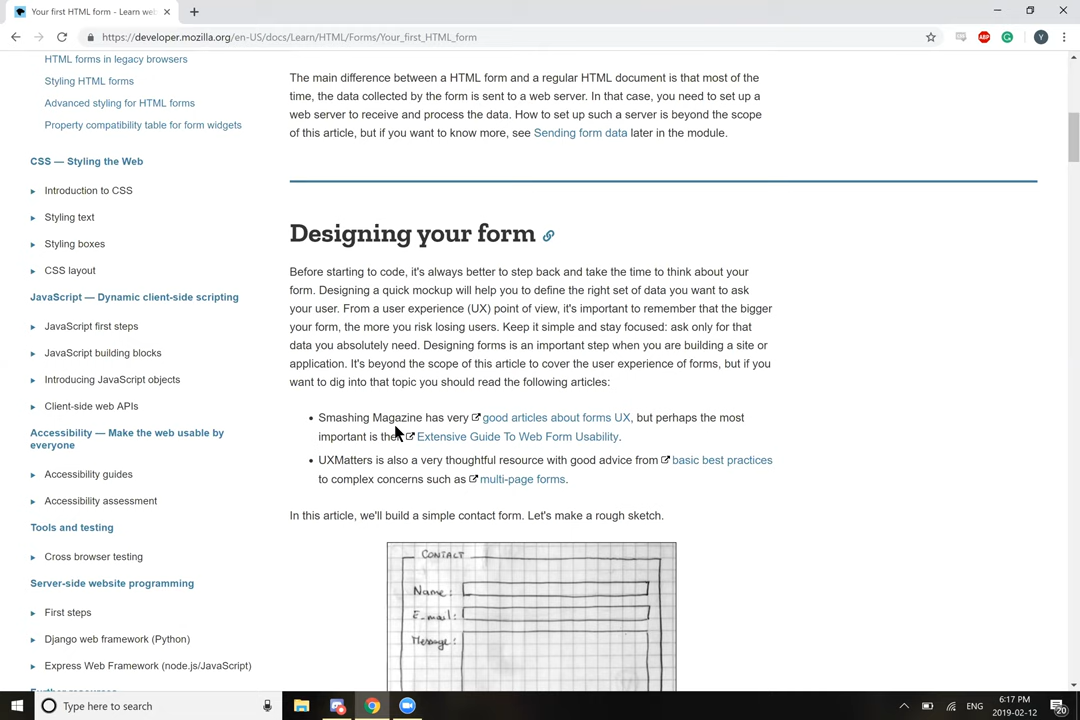 Your first HTML form - Learn we
https://developer.mozilla.org/en-US/docs/Learn/HTML/Forms/Your_first_HTML_form
ABP
G
Y
HTML forms in legacy browsers
Styling HTML forms
Advanced styling for HTML forms
Property compatibility table for form widgets
CSS — Styling the Web
Introduction to CSS
Styling text
Styling boxes
CSS layout
JavaScript — Dynamic client-side scripting
JavaScript first steps
JavaScript building blocks
Introducing JavaScript objects
Client-side web APIs
Accessibility — Make the web usable by
everyone
Accessibility guides
Accessibility assessment
Tools and testing
Cross browser testing
Server-side website programming
First steps
Django web framework (Python)
Express Web Framework (node.js/JavaScript)
Further resources
The main difference between a HTML form and a regular HTML document is that most of the
time, the data collected by the form is sent to a web server. In that case, you need to set up a
web server to receive and process the data. How to set up such a server is beyond the scope
of this article, but if you want to know more, see Sending form data later in the module.
Designing your form
Before starting to code, it's always better to step back and take the time to think about your
form. Designing a quick mockup will help you to define the right set of data you want to ask
your user. From a user experience (UX) point of view, it's important to remember that the bigger
your form, the more you risk losing users. Keep it simple and stay focused: ask only for that
data you absolutely need. Designing forms is an important step when you are building a site or
application. It's beyond the scope of this article to cover the user experience of forms, but if you
want to dig into that topic you should read the following articles:
• Smashing Magazine has very good articles about forms UX, but perhaps the most
important is their Extensive Guide To Web Form Usability.
• UXMatters is also a very thoughtful resource with good advice from basic best practices
to complex concerns such as multi-page forms.
In this article, we'll build a simple contact form. Let's make a rough sketch.
CONTACT
Name:
E-mail:
Message:
Type here to search
ENG
6:17 PM
2019-02-12
20